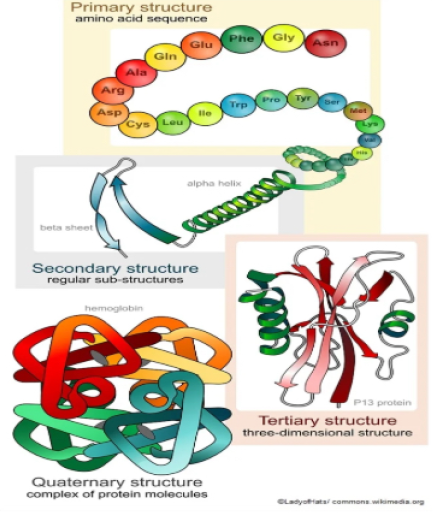 Primary structure
amino acid sequence
Asn
Gly
Phe
Glu
Gln
Ala
Arg
Asp
Cys
Leu
Ile
Trp
Pro
Tyr
Ser
Met
Lys
Val
His
alpha helix
beta sheet
Secondary structure
regular sub-structures
hemoglobin
P13 protein
Tertiary structure
three-dimensional structure
Quaternary structure
complex of protein molecules
©LadyofHats/ commons.wikimedia.org